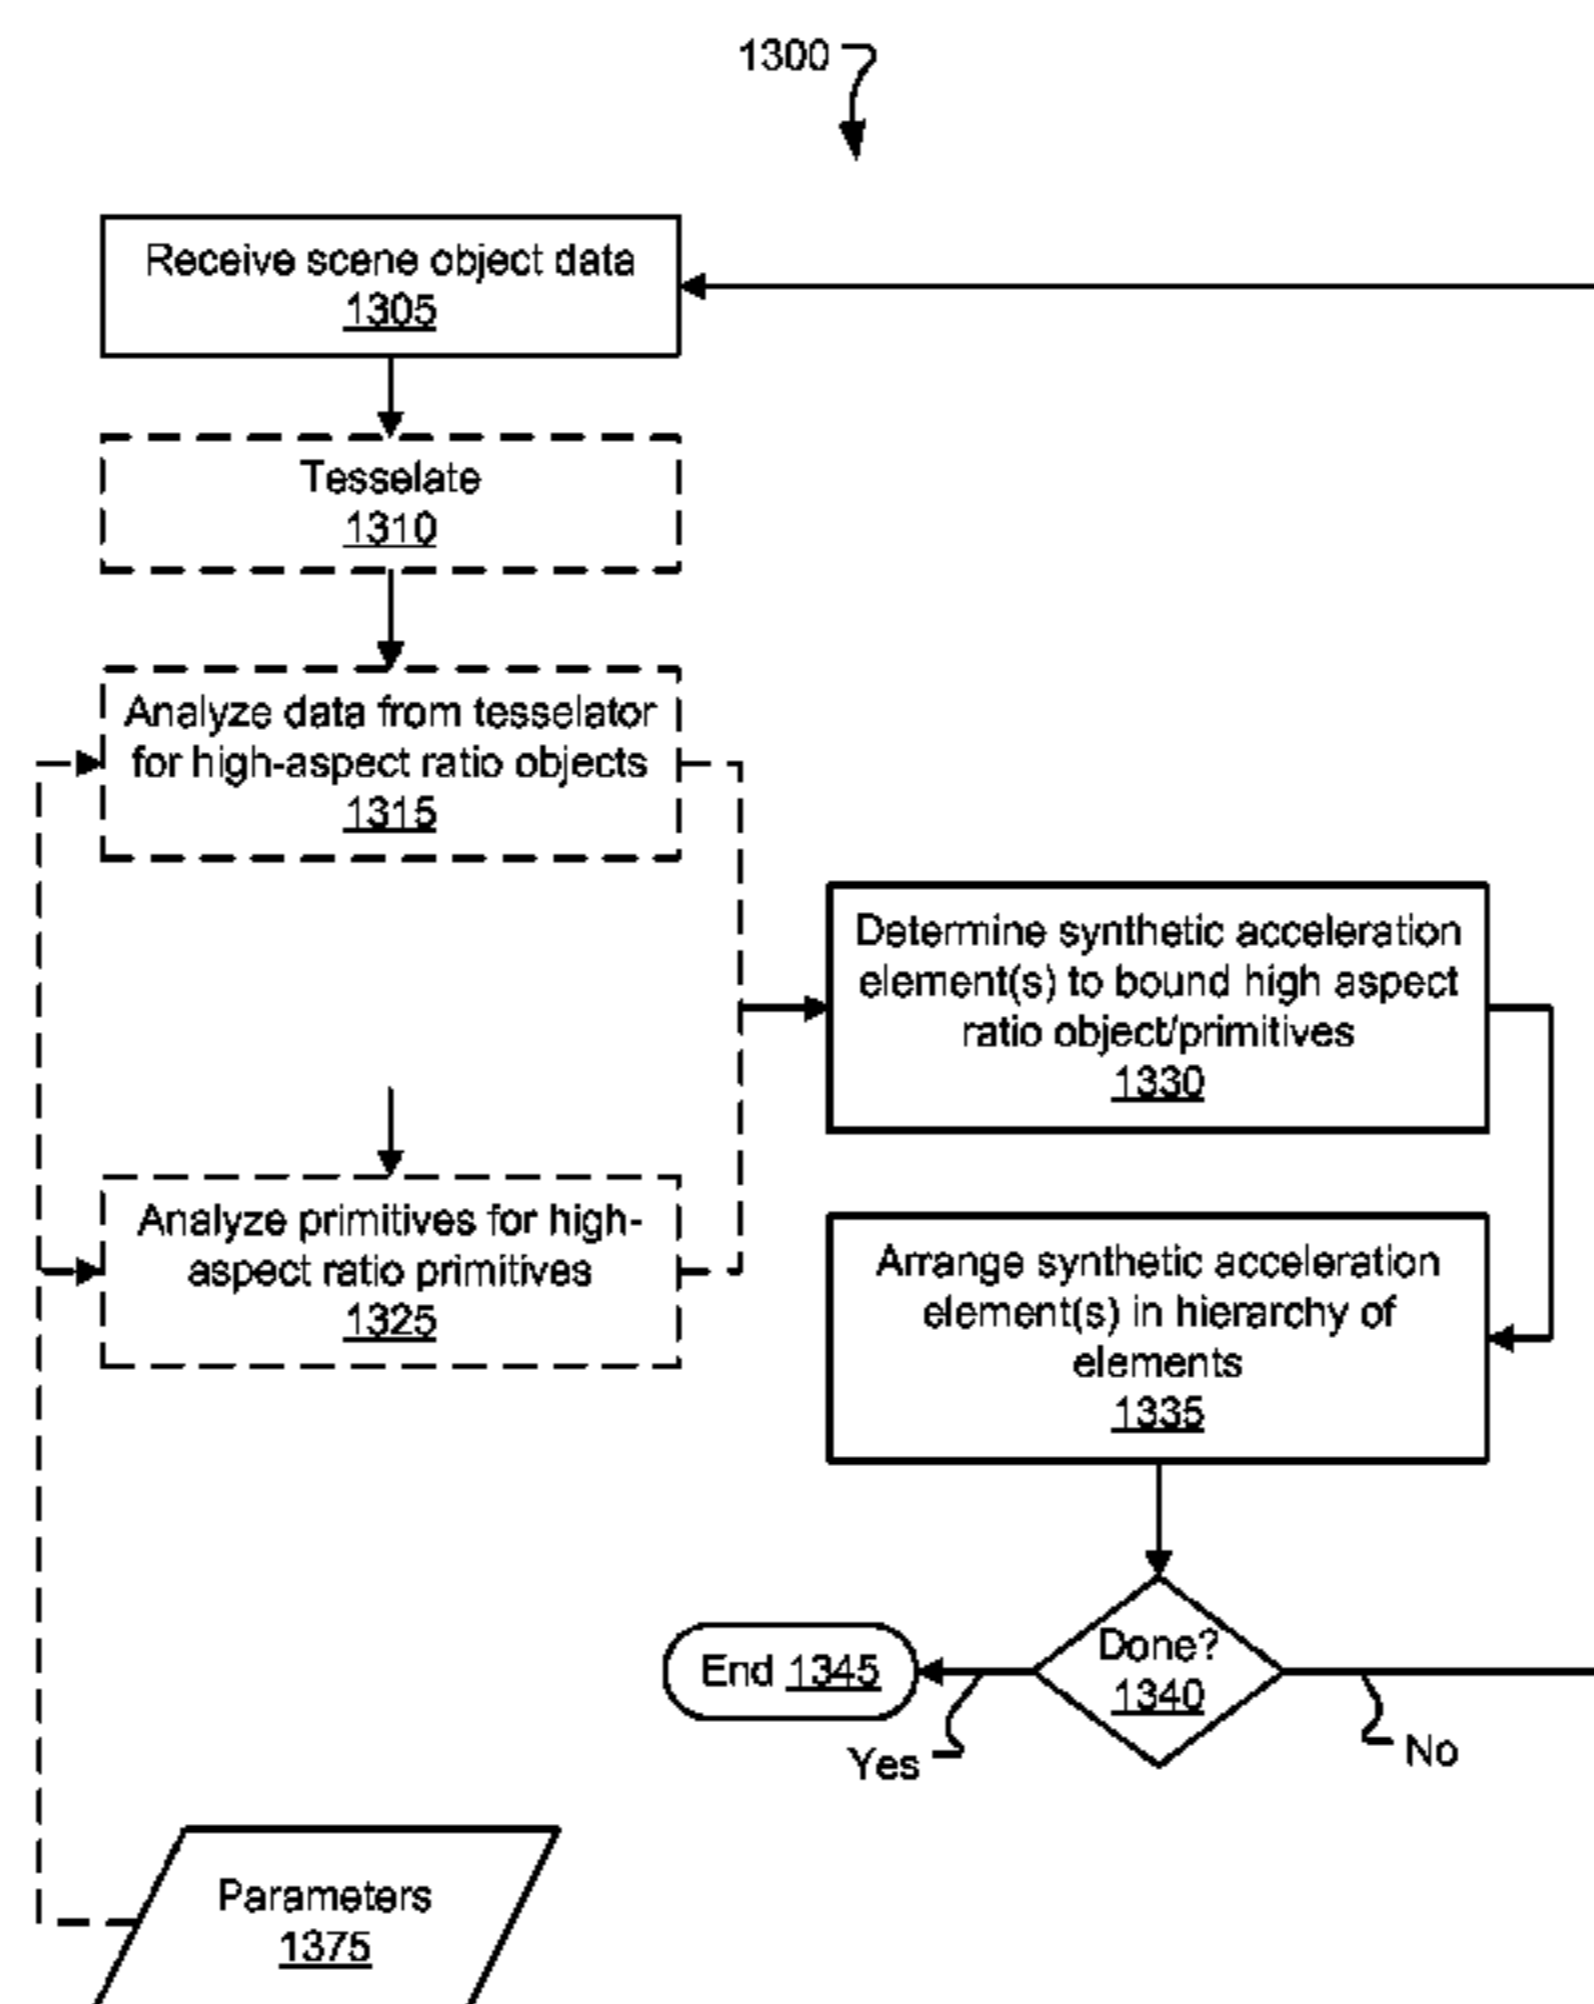 1300
Receive scene object data
1305
Tesselate
1310
Analyze data from tesselator
for high-aspect ratio objects
1315
Analyze primitives for high-
aspect ratio primitives
1325
Determine synthetic acceleration
element(s) to bound high aspect
ratio object/primitives
1330
Arrange synthetic acceleration
element(s) in hierarchy of
elements
1335
Done?
1340
End 1345
Yes
No
Parameters
1375